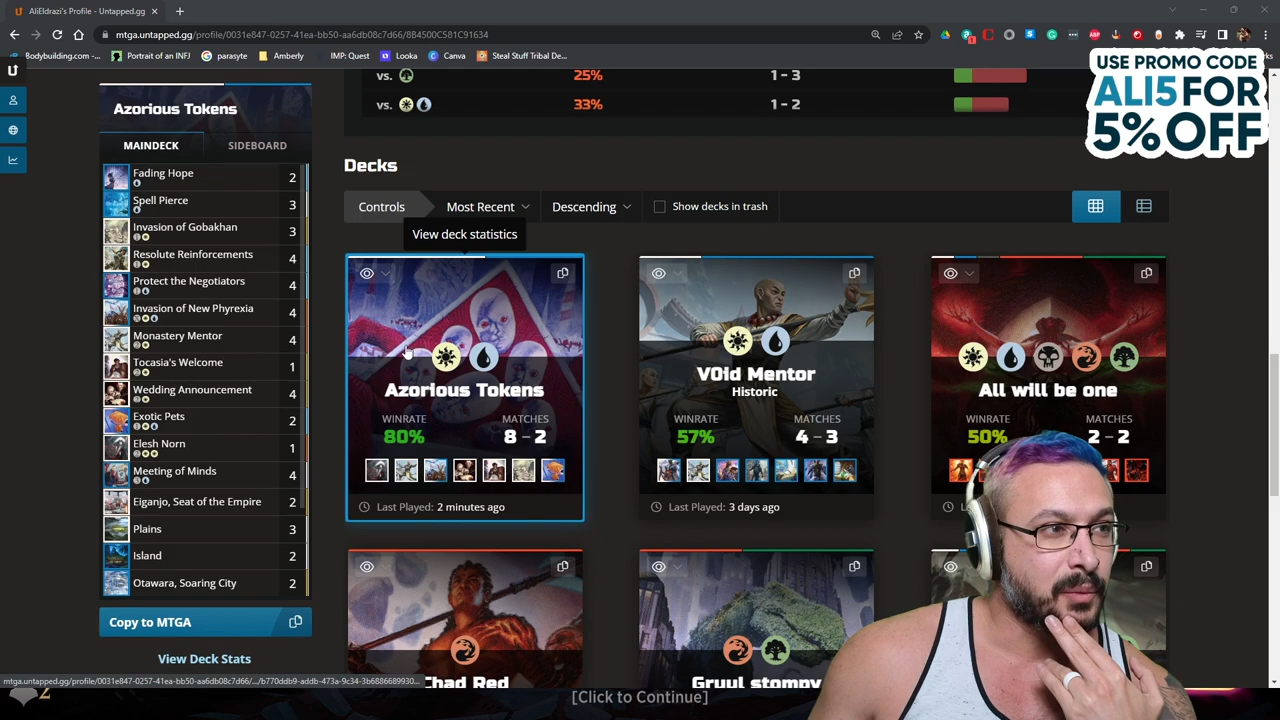 AliEldrazi's Profile - Untapped.gg
mtga.untapped.gg/profile/0031e847-0257-41ea-bb50-aa6db08c7d66/8B4500C581C91634
Bodybuilding.com -...
Portrait of an INFJ
parasyte
Amberly
IMP: Quest
Looka
Canva
Steal Stuff Tribal De...
USE PROMO CODE
ALI5 FOR
5% OFF
vs. 25% 1 - 3
vs. 33% 1 - 2
Azorious Tokens
MAINDECK SIDEBOARD
Fading Hope 2
Spell Pierce 3
Invasion of Gobakhan 3
Resolute Reinforcements 4
Protect the Negotiators 4
Invasion of New Phyrexia 4
Monastery Mentor 4
Tocasia's Welcome 1
Wedding Announcement 4
Exotic Pets 2
Elesh Norn 1
Meeting of Minds 4
Eiganjo, Seat of the Empire 2
Plains 3
Island 2
Otawara, Soaring City 2
Copy to MTGA
View Deck Stats
Decks
Controls Most Recent Descending Show decks in trash
View deck statistics
Azorious Tokens
WINRATE MATCHES
80% 8 - 2
Last Played: 2 minutes ago
V0id Mentor
Historic
WINRATE MATCHES
57% 4 - 3
Last Played: 3 days ago
All will be one
WINRATE MATCHES
50% 2 - 2
Chad Red
Gruul stompy
[Click to Continue]
2